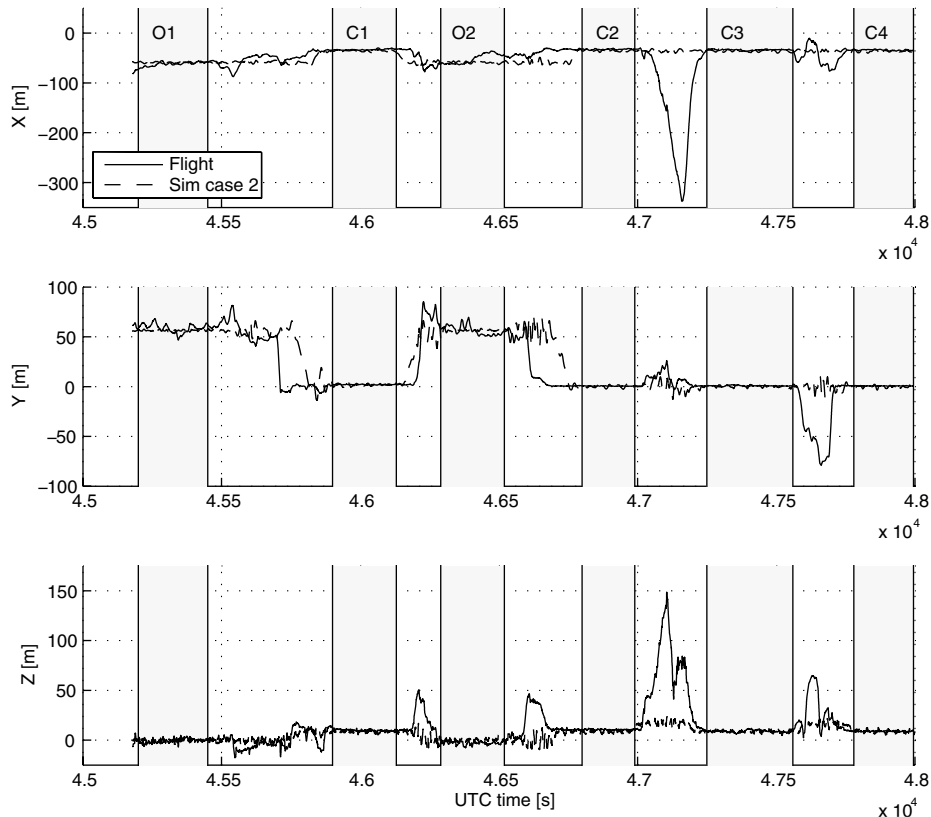 O1 C1 O2 C2 C3 C4
0
−100
−200
−300
X [m]
Flight
Sim case 2
4.5 4.55 4.6 4.65 4.7 4.75 4.8
x 10^4
100
50
0
−50
−100
Y [m]
4.5 4.55 4.6 4.65 4.7 4.75 4.8
x 10^4
150
100
50
0
Z [m]
4.5 4.55 4.6 4.65 4.7 4.75 4.8
UTC time [s]
x 10^4